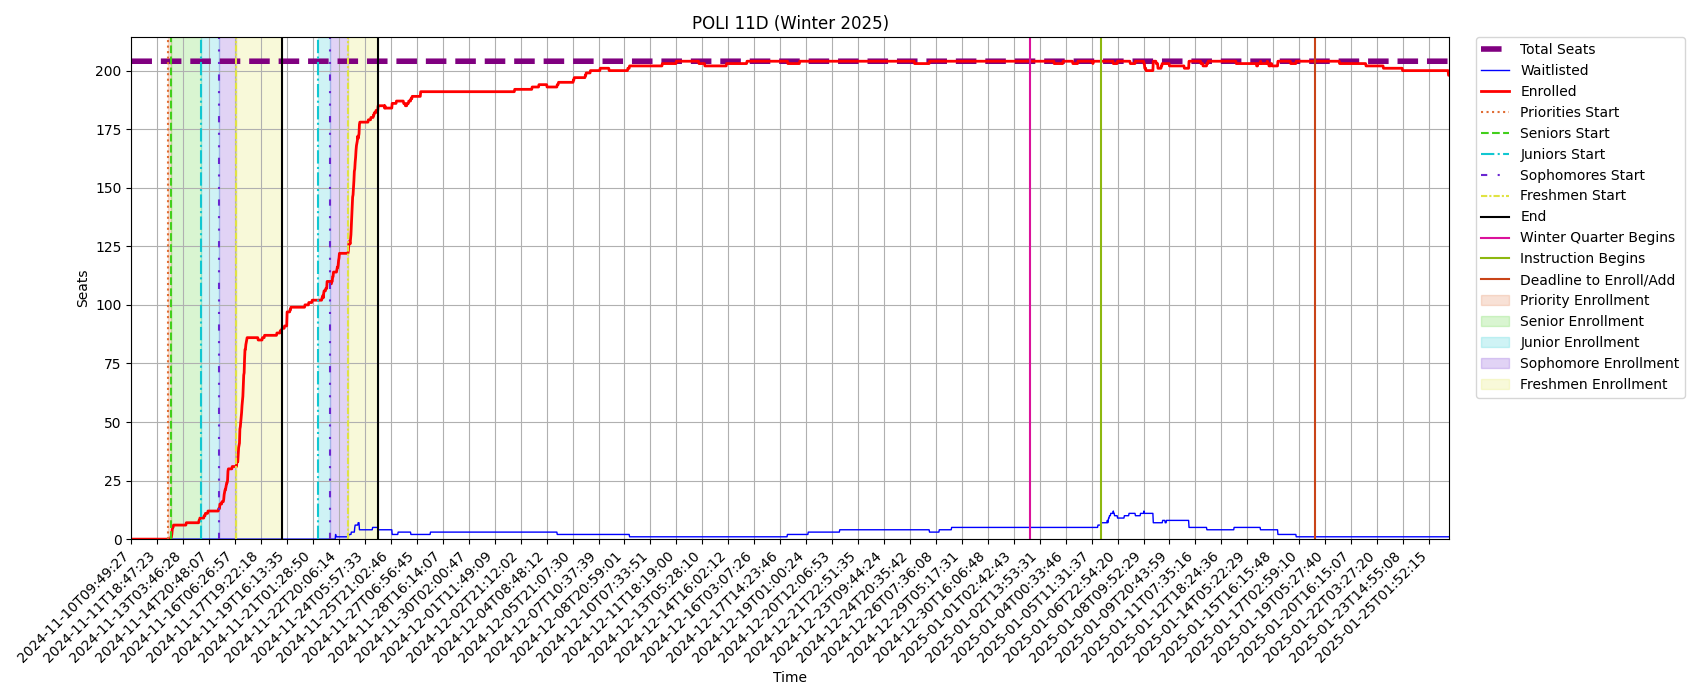 POLI 11D (Winter 2025)
Seats
200
175
150
125
100
75
50
25
0
2024-11-10T09:49:27
2024-11-11T18:47:23
2024-11-13T03:46:28
2024-11-14T20:48:07
2024-11-16T06:26:57
2024-11-17T19:22:18
2024-11-19T16:13:35
2024-11-21T01:28:50
2024-11-22T20:06:14
2024-11-24T05:57:33
2024-11-25T21:02:46
2024-11-27T06:56:45
2024-11-28T16:14:07
2024-11-30T02:00:47
2024-12-01T11:49:09
2024-12-02T21:12:02
2024-12-04T08:48:12
2024-12-05T21:07:30
2024-12-07T10:37:39
2024-12-08T20:59:01
2024-12-10T07:33:51
2024-12-11T18:19:00
2024-12-13T05:28:10
2024-12-14T16:02:12
2024-12-16T03:07:26
2024-12-17T14:23:46
2024-12-19T01:00:24
2024-12-20T12:06:53
2024-12-21T22:51:35
2024-12-23T09:44:24
2024-12-24T20:35:42
2024-12-26T07:36:08
2024-12-29T05:17:31
2024-12-30T16:06:48
2025-01-01T02:42:43
2025-01-02T13:53:31
2025-01-04T00:33:46
2025-01-05T11:31:37
2025-01-06T22:54:20
2025-01-08T09:52:29
2025-01-09T20:43:59
2025-01-11T07:35:16
2025-01-12T18:24:36
2025-01-14T05:22:29
2025-01-15T16:15:48
2025-01-17T02:59:10
2025-01-19T05:27:40
2025-01-20T16:15:07
2025-01-22T03:27:20
2025-01-23T14:55:08
2025-01-25T01:52:15
Time
Total Seats
Waitlisted
Enrolled
Priorities Start
Seniors Start
Juniors Start
Sophomores Start
Freshmen Start
End
Winter Quarter Begins
Instruction Begins
Deadline to Enroll/Add
Priority Enrollment
Senior Enrollment
Junior Enrollment
Sophomore Enrollment
Freshmen Enrollment